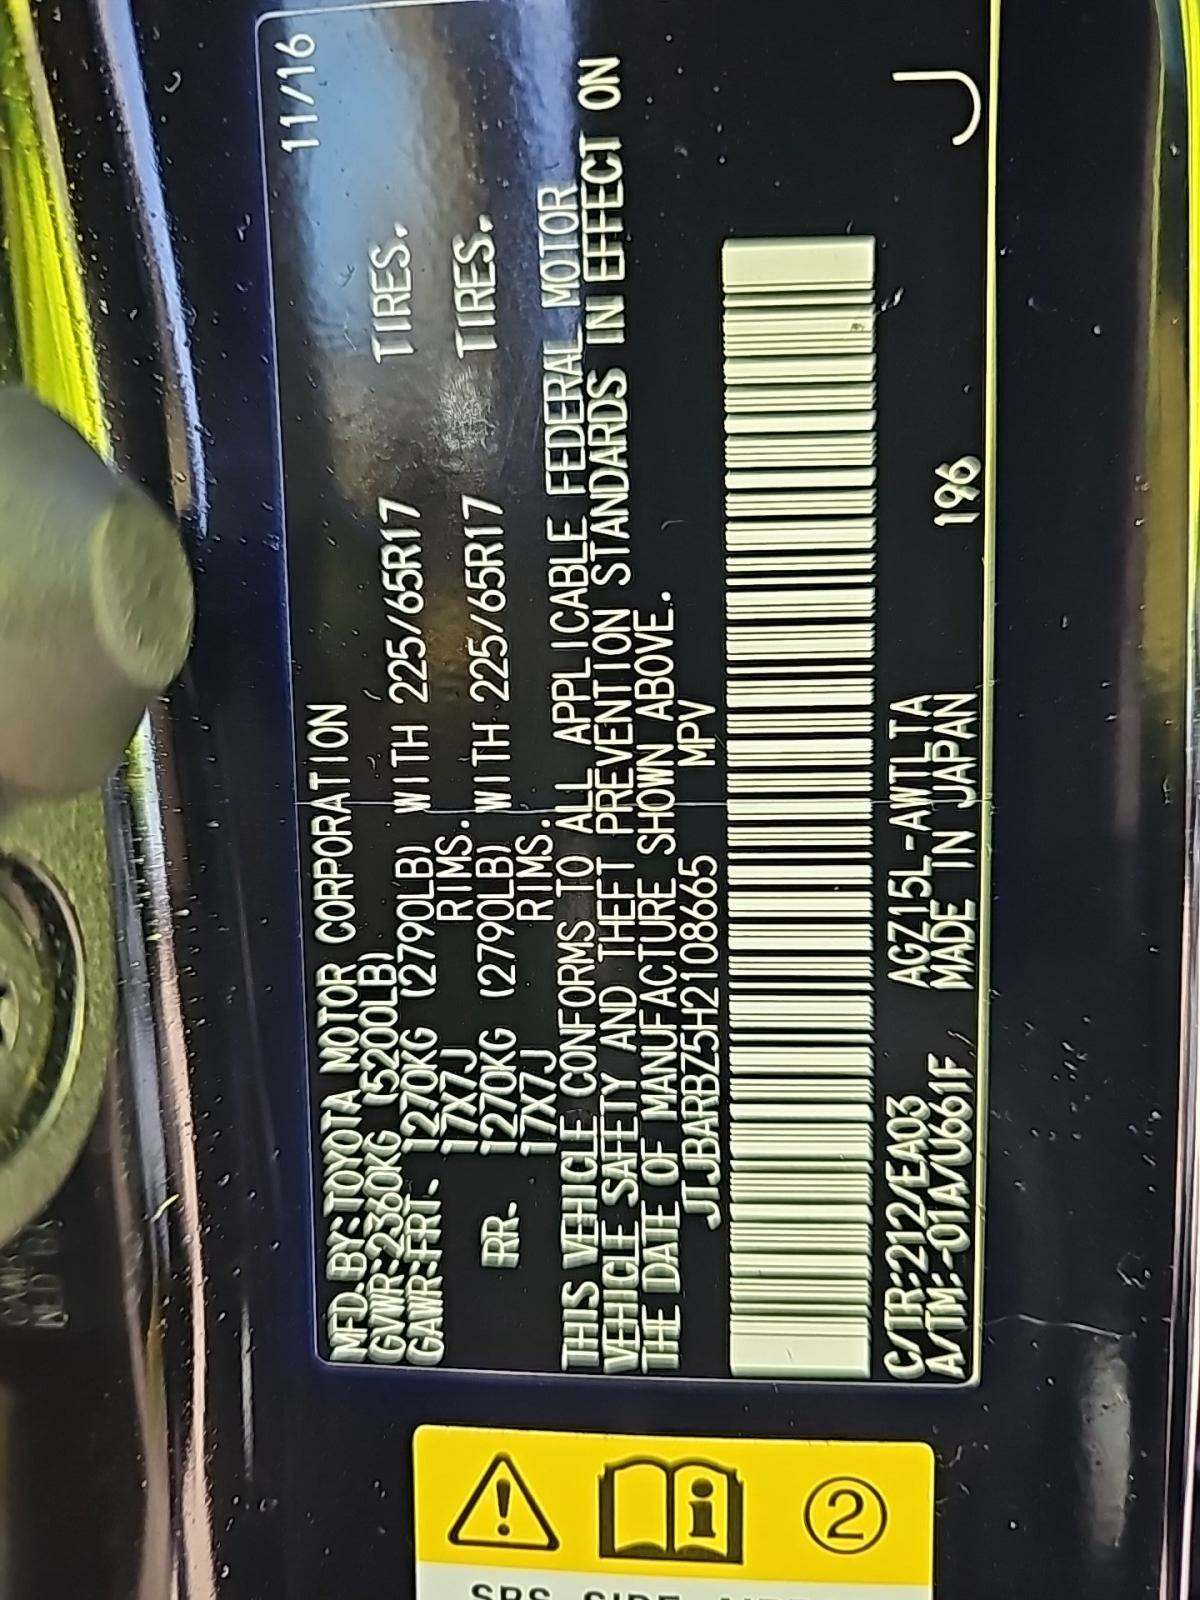 11/16
MFD.BY:TOYOTA MOTOR CORPORATION
GVWR:2360KG (5200LB)
GAWR:FRT. 1270KG (2790LB) WITH 225/65R17 TIRES.
17X7J RIMS.
RR. 1270KG (2790LB) WITH 225/65R17 TIRES.
17X7J RIMS.
THIS VEHICLE CONFORMS TO ALL APPLICABLE FEDERAL MOTOR
VEHICLE SAFETY AND THEFT PREVENTION STANDARDS IN EFFECT ON
THE DATE OF MANUFACTURE SHOWN ABOVE.
JTJBARBZ5H2108665 MPV
C/TR:212/EA03 AGZ15L-AWTLTA
A/TM:-01A/U661F MADE IN JAPAN 196
J
2
SRS SIDE